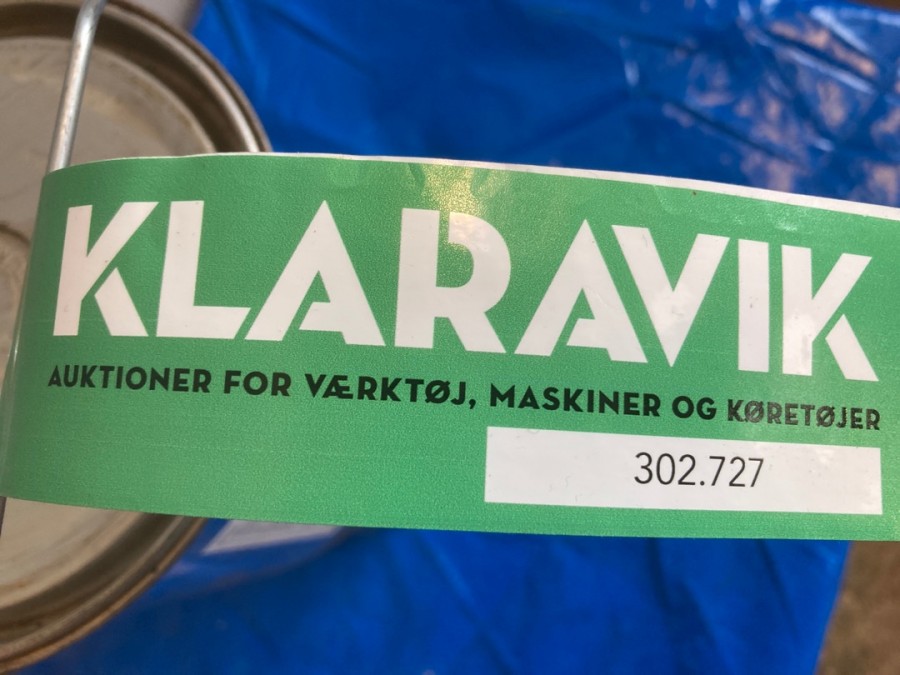 KLARAVIK
AUKTIONER FOR VÆRKTØJ, MASKINER OG KØRETØJER
302.727